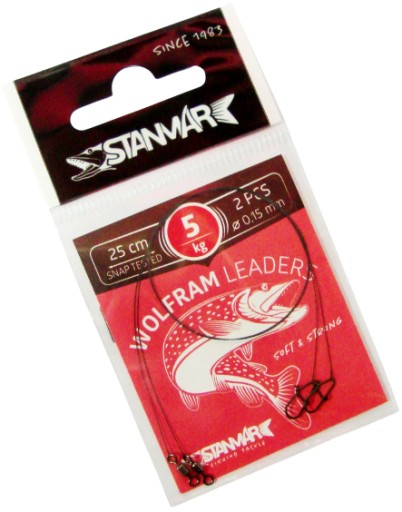 SINCE 1983
STANMAR
25 cm
SNAP TESTED
5
kg
2 PCS
ø 0.15 mm
WOLFRAM LEADERS
SOFT & STRONG
STANMAR
FISHING TACKLE